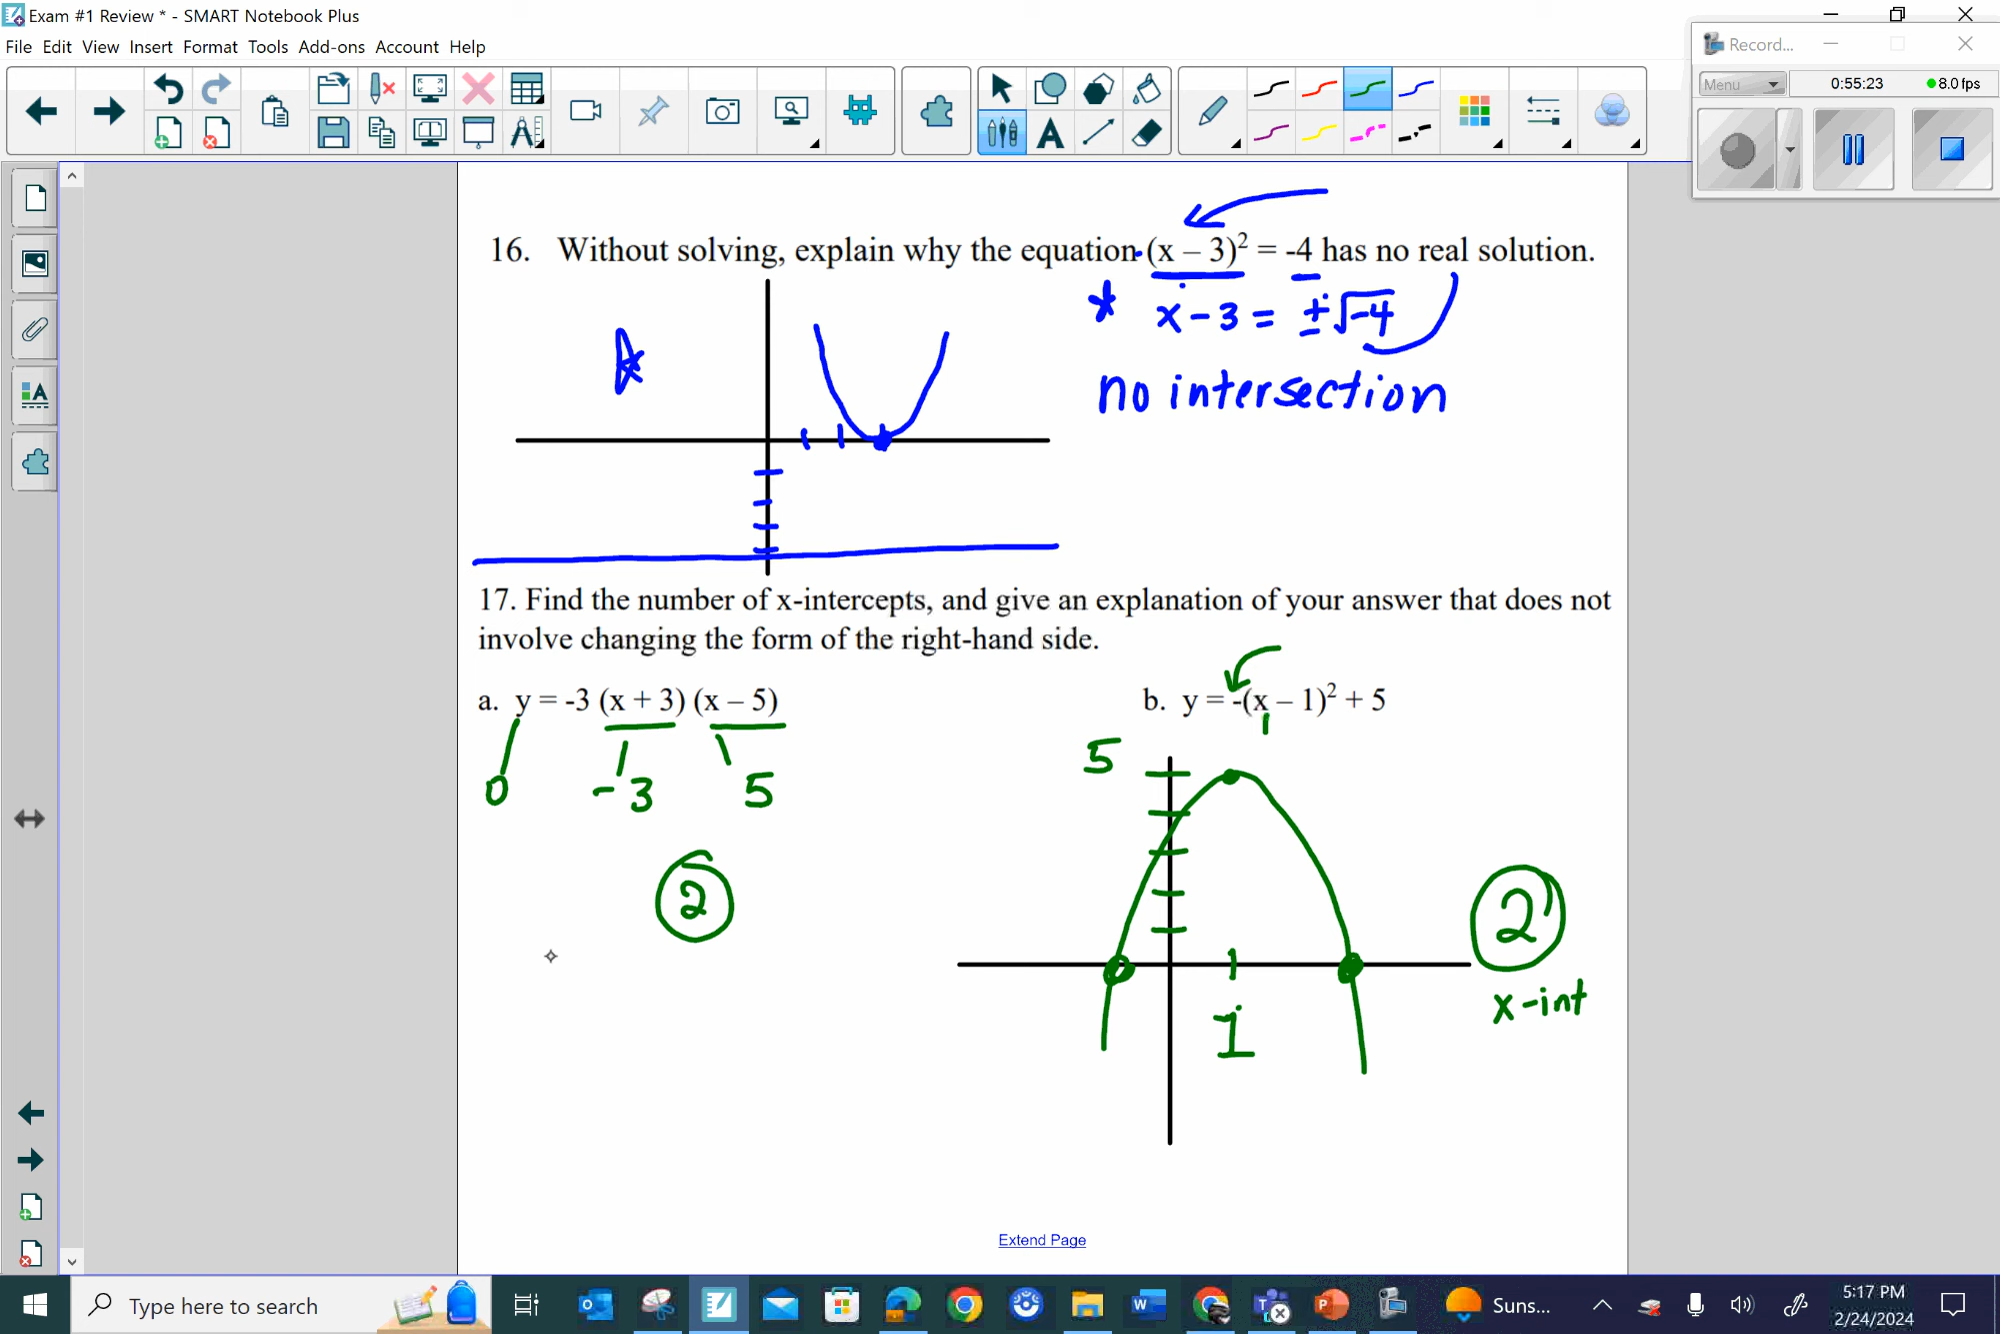 Exam #1 Review * - SMART Notebook Plus
File Edit View Insert Format Tools Add-ons Account Help
Record...
Menu 0:55:23 8.0 fps
16. Without solving, explain why the equation (x – 3)² = -4 has no real solution.
* x - 3 = ±√-4
no intersection
17. Find the number of x-intercepts, and give an explanation of your answer that does not
involve changing the form of the right-hand side.
a. y = -3 (x + 3) (x – 5)
b. y = -(x – 1)² + 5
0 -3 5
5
2
2
x-int
1
Extend Page
Type here to search
Suns...
5:17 PM
2/24/2024